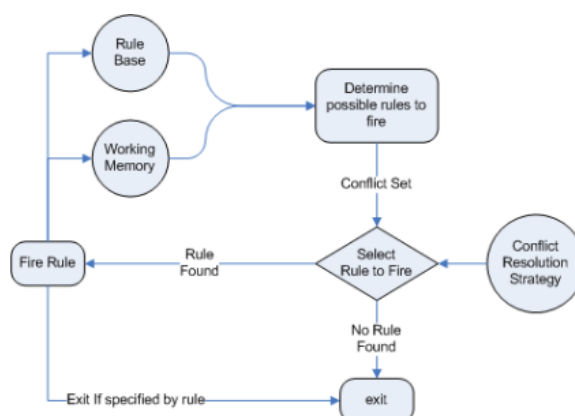 Rule
Base
Determine
possible rules to
fire
Working
Memory
Conflict Set
Rule
Found
Fire Rule
Select
Rule to Fire
Conflict
Resolution
Strategy
No Rule
Found
Exit If specified by rule
exit